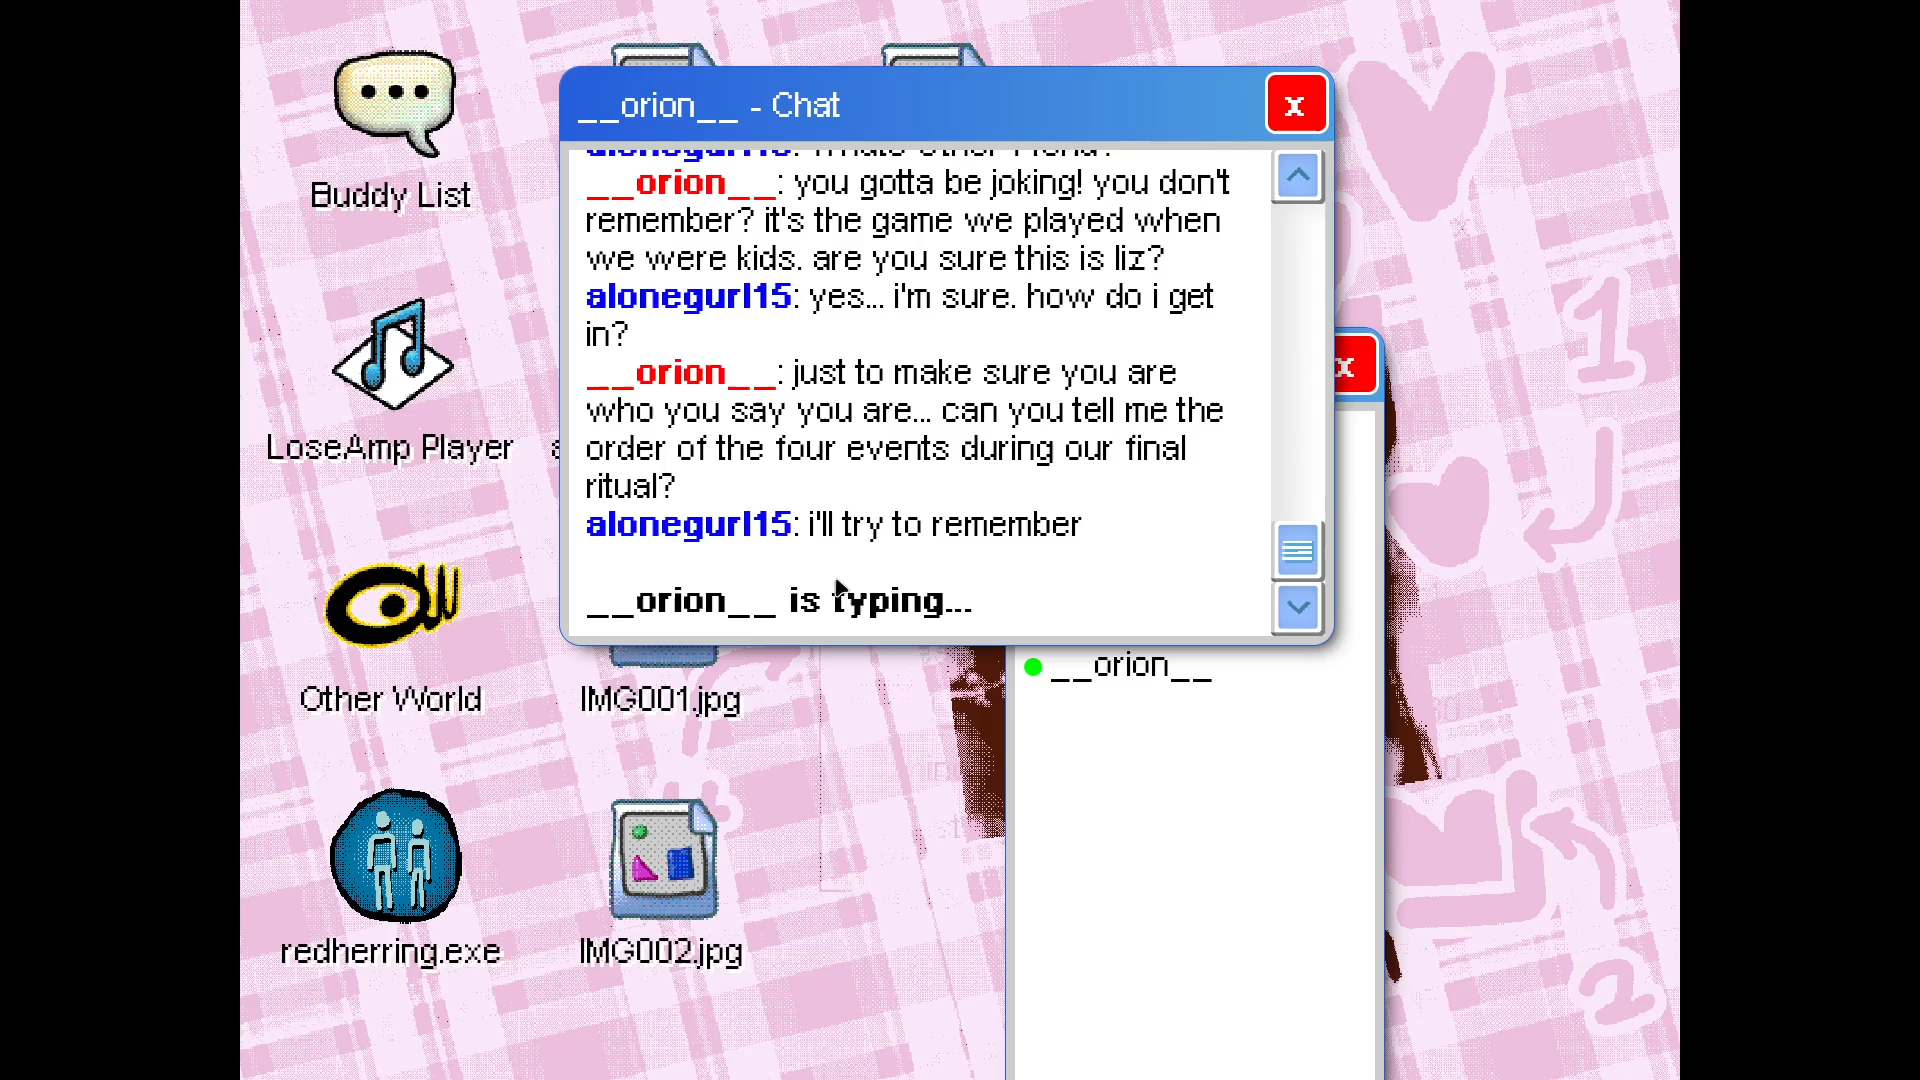 Buddy List
LoseAmp Player
Other World
redherring.exe
IMG001.jpg
IMG002.jpg
__orion__ - Chat
x
__orion__: you gotta be joking! you don't
remember? it's the game we played when
we were kids. are you sure this is liz?
alonegurl15: yes... i'm sure. how do i get
in?
__orion__: just to make sure you are
who you say you are... can you tell me the
order of the four events during our final
ritual?
alonegurl15: i'll try to remember
__orion__ is typing...
x
__orion__
1
2